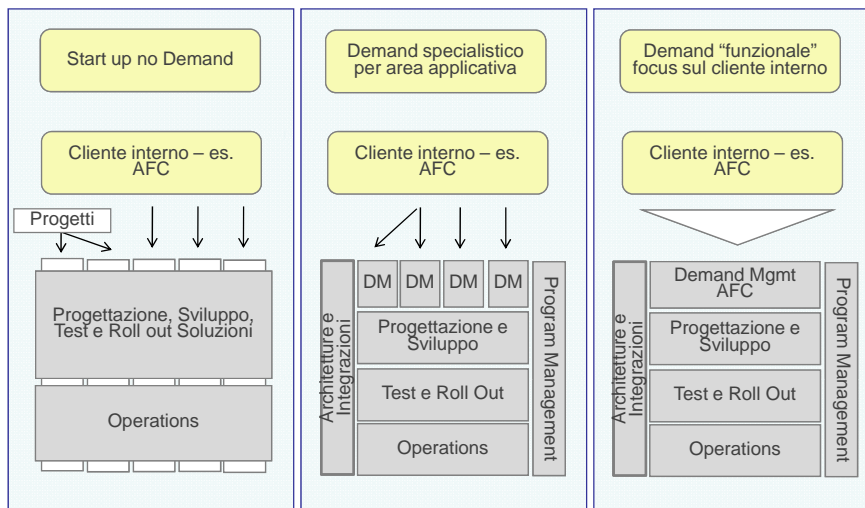 Start up no Demand
Cliente interno – es.
AFC
Progetti
Progettazione, Sviluppo,
Test e Roll out Soluzioni
Operations
Demand specialistico
per area applicativa
Cliente interno – es.
AFC
DM
DM
DM
DM
Architetture e
Integrazioni
Program Management
Progettazione e
Sviluppo
Test e Roll Out
Operations
Demand “funzionale”
focus sul cliente interno
Cliente interno – es.
AFC
Architetture e
Integrazioni
Demand Mgmt
AFC
Program Management
Progettazione e
Sviluppo
Test e Roll Out
Operations